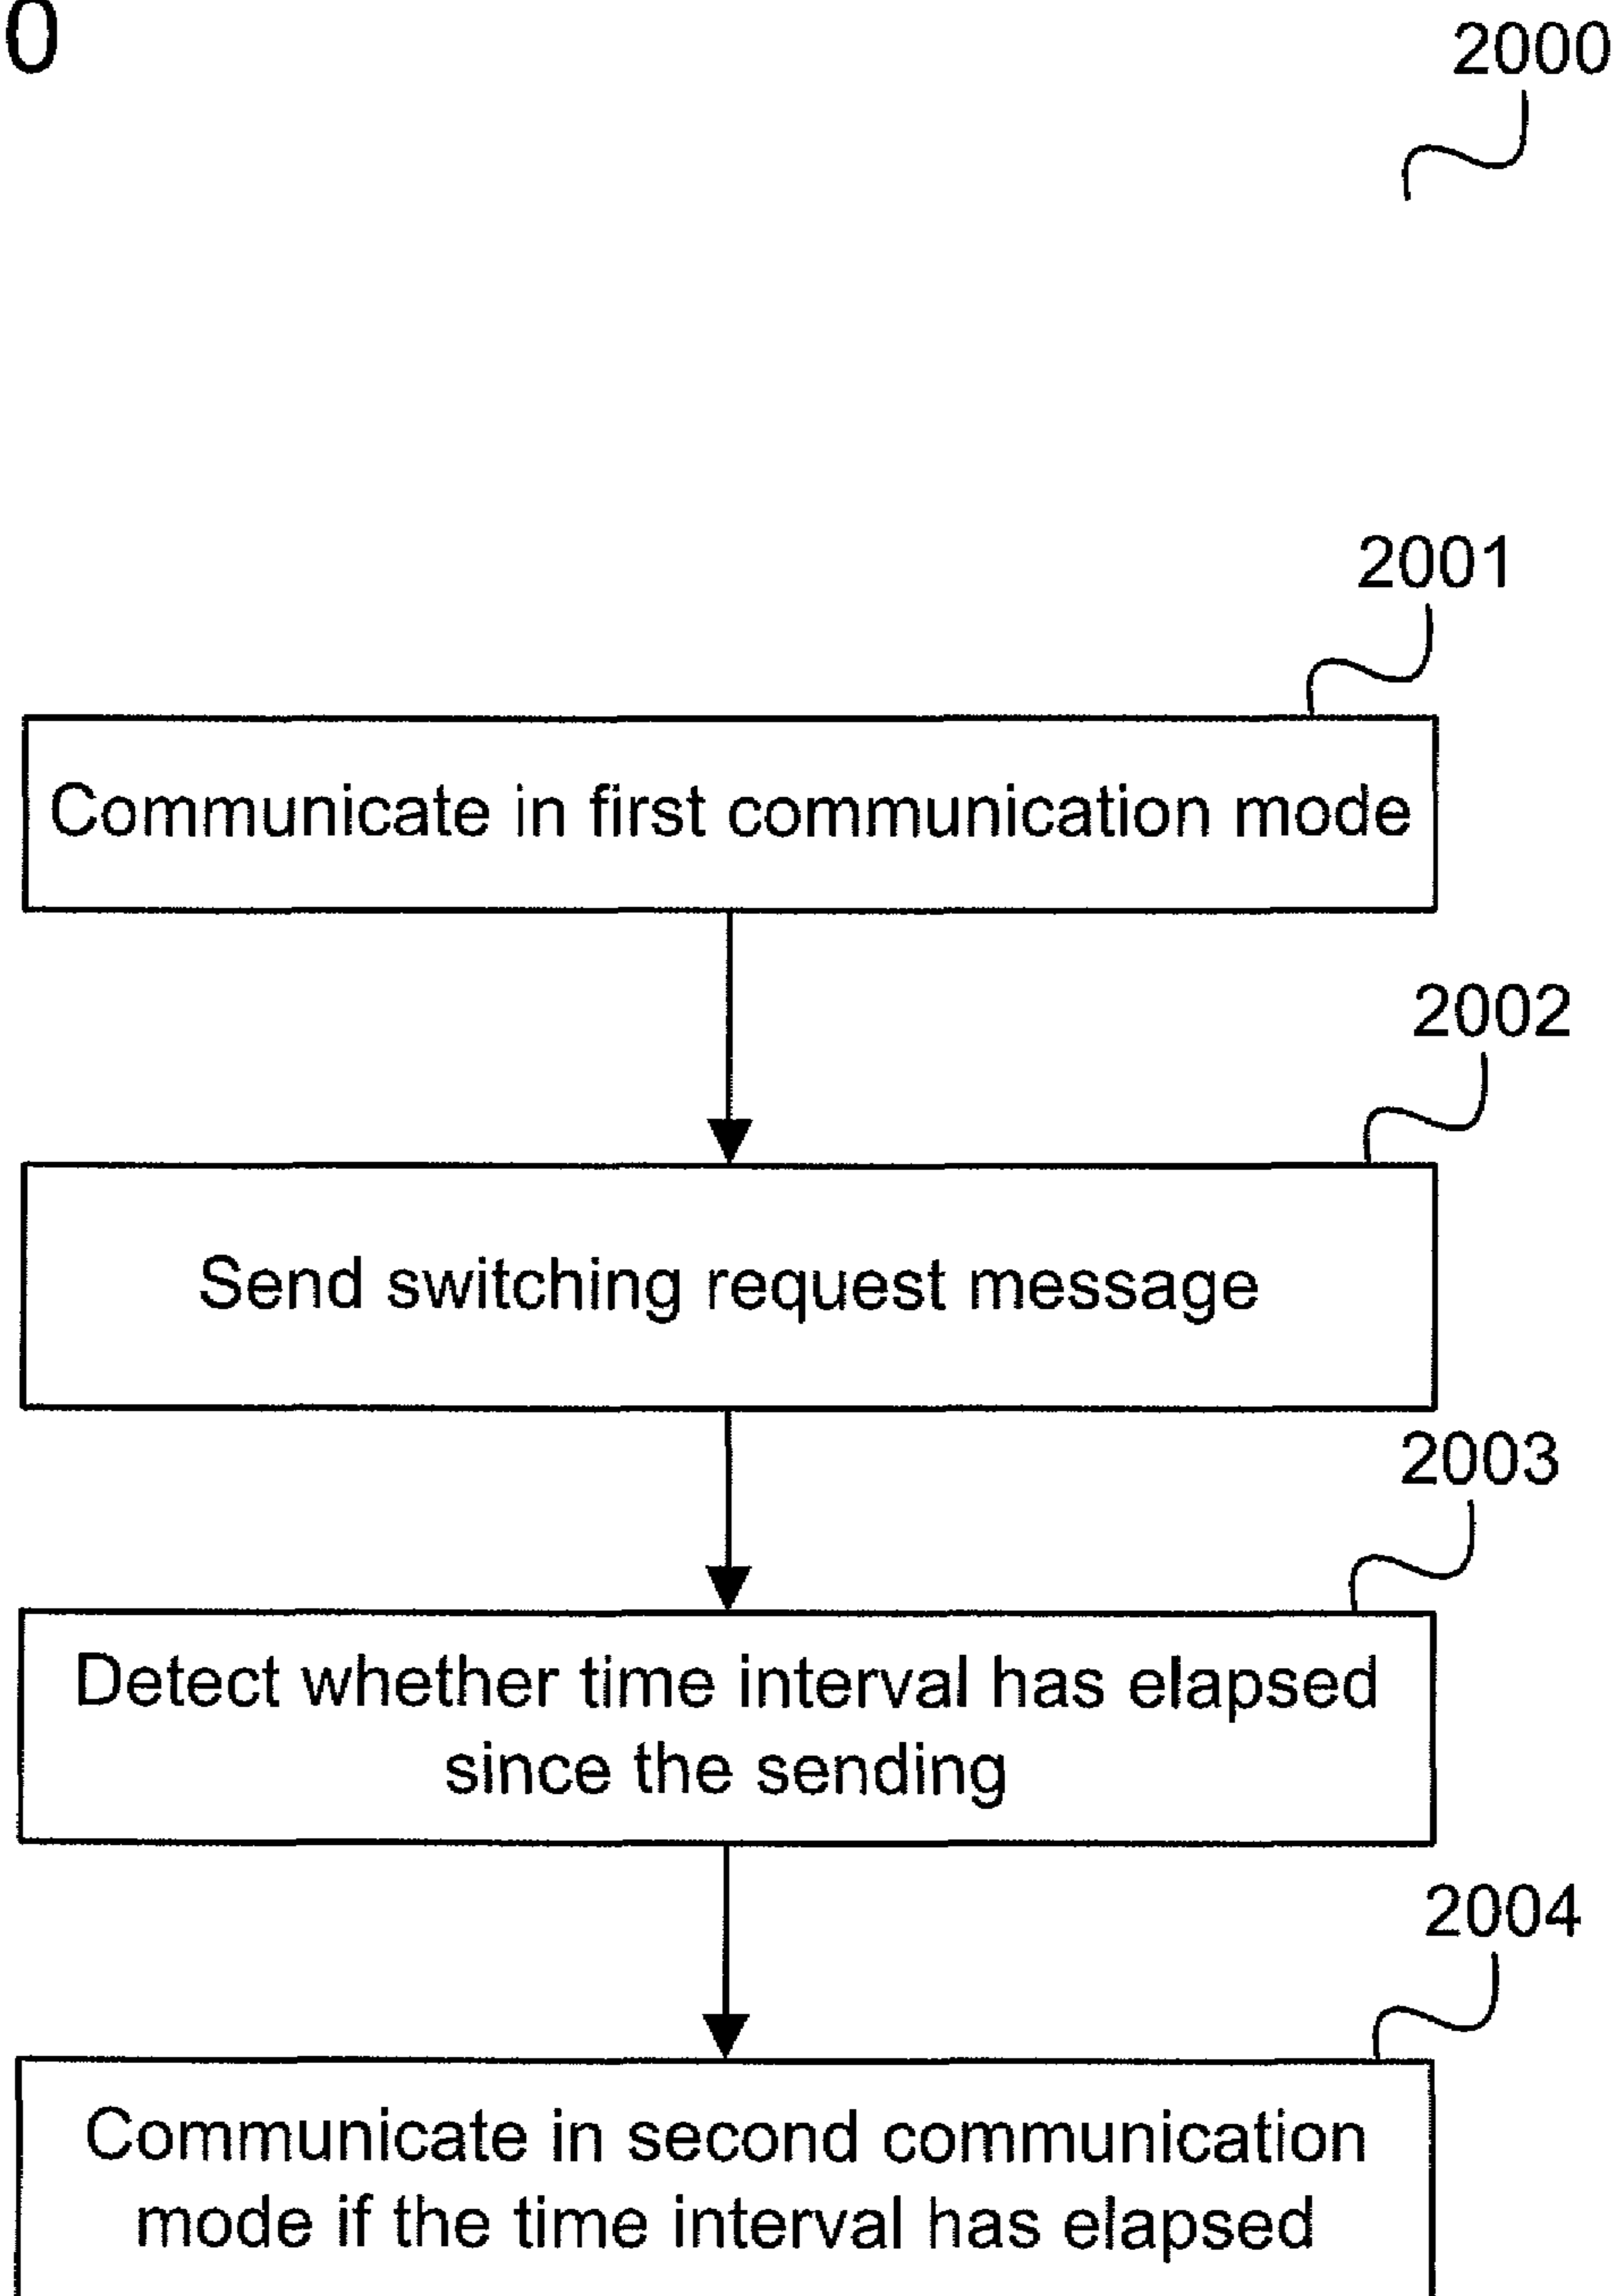 0
2000
2001
Communicate in first communication mode
2002
Send switching request message
2003
Detect whether time interval has elapsed
since the sending
2004
Communicate in second communication
mode if the time interval has elapsed